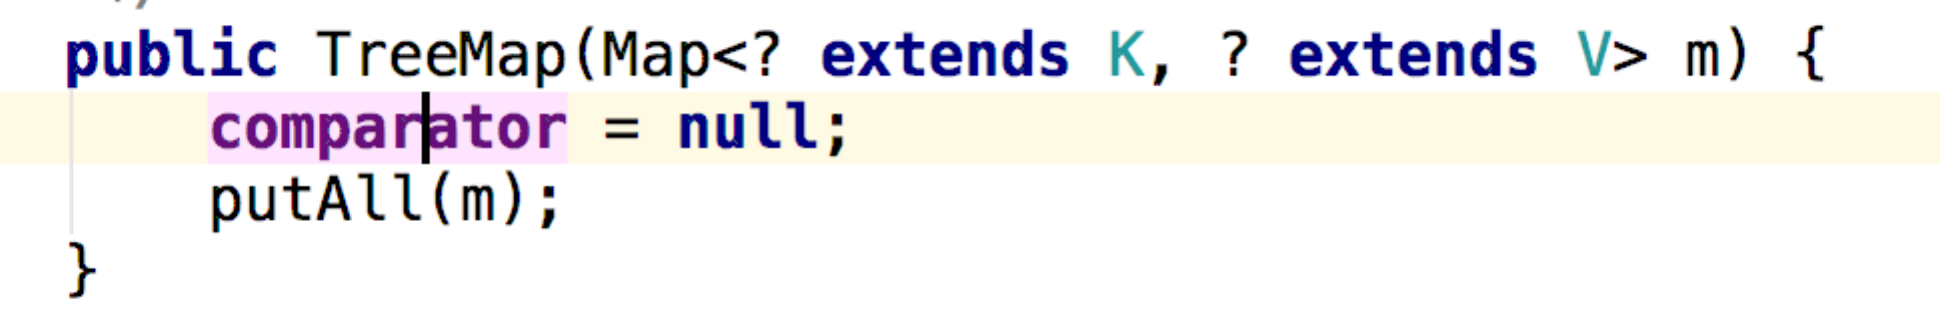 public TreeMap(Map<? extends K, ? extends V> m) {
    comparator = null;
    putAll(m);
}